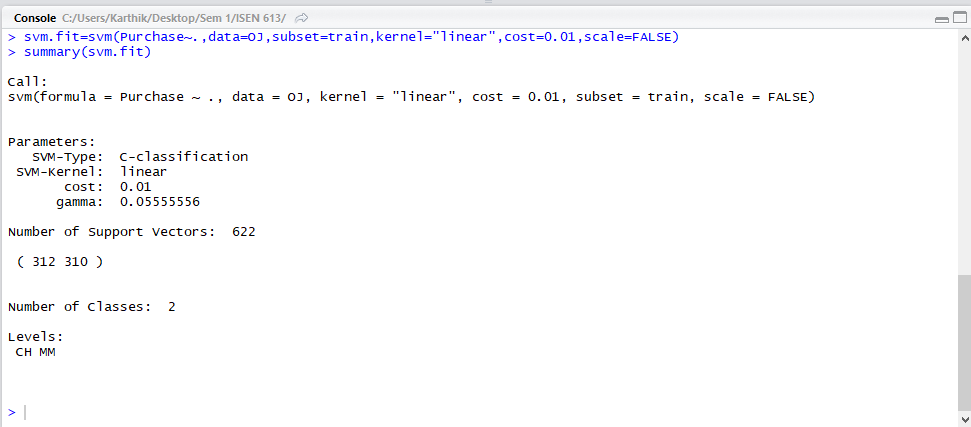 Console C:/Users/Karthik/Desktop/Sem 1/ISEN 613/
> svm.fit=svm(Purchase~.,data=OJ,subset=train,kernel="linear",cost=0.01,scale=FALSE)
> summary(svm.fit)
Call:
svm(formula = Purchase ~ ., data = OJ, kernel = "linear", cost = 0.01, subset = train, scale = FALSE)
Parameters:
SVM-Type: C-classification
SVM-Kernel: linear
cost: 0.01
gamma: 0.05555556
Number of Support Vectors: 622
( 312 310 )
Number of Classes: 2
Levels:
CH MM
>